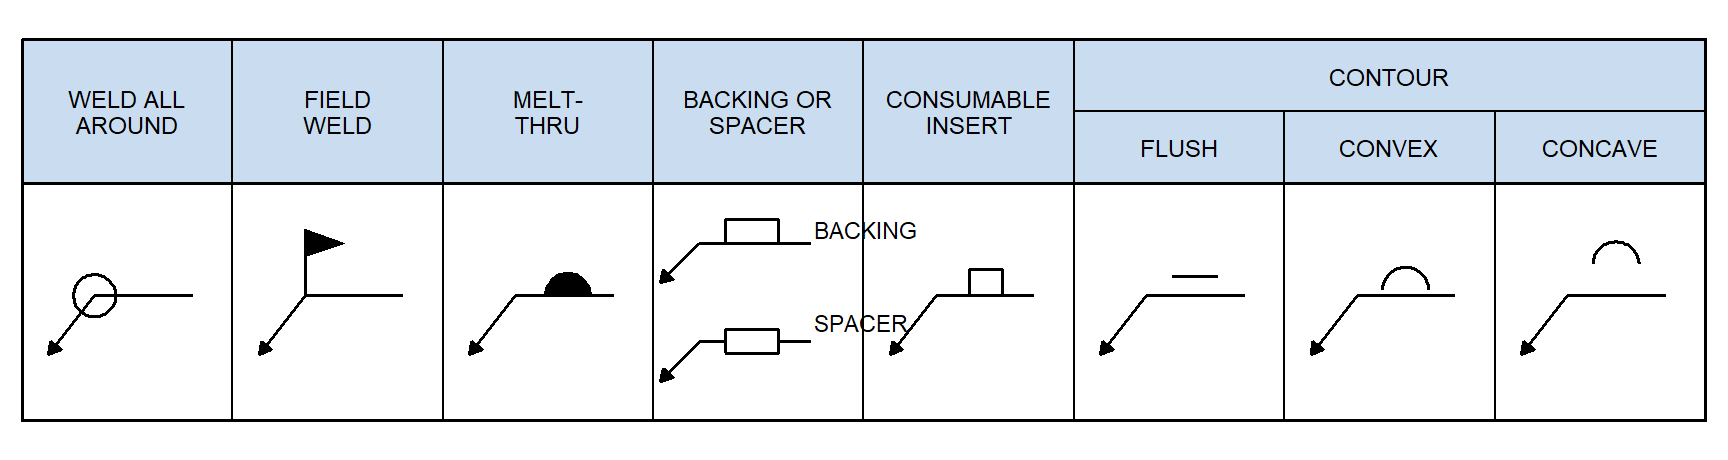 WELD ALL
AROUND
FIELD
WELD
MELT-
THRU
BACKING OR
SPACER
CONSUMABLE
INSERT
CONTOUR
FLUSH
CONVEX
CONCAVE
BACKING
SPACER